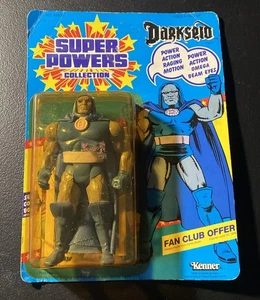 SUPER
POWERS
COLLECTION
DARKSEID
POWER
ACTION
RAGING
MOTION
POWER
ACTION
OMEGA
BEAM EYES
FAN CLUB OFFER
Kenner